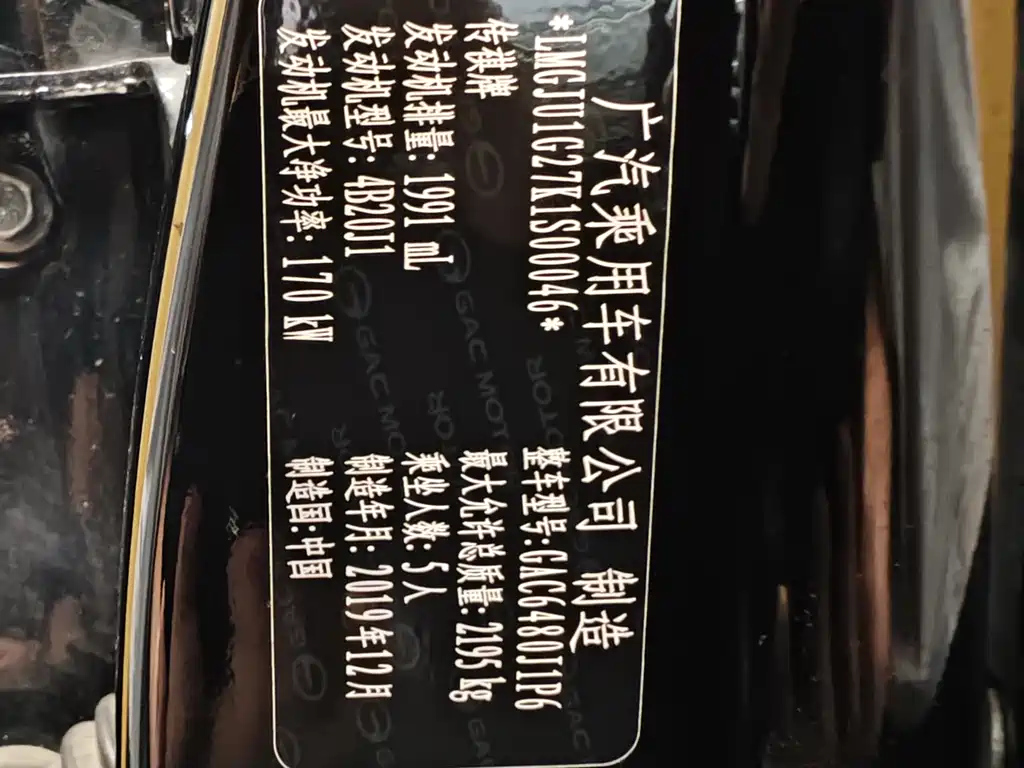 广汽乘用车有限公司 制造
*LMGJU1G27K1S00046*
整车型号:GAC6480J1P6
传祺牌
最大允许总质量:2195kg
发动机排量:1991 mL
乘坐人数:5人
发动机型号:4B20J1
制造年月:2019年12月
发动机最大净功率:170 kW
制造国:中国
GAC MOTOR